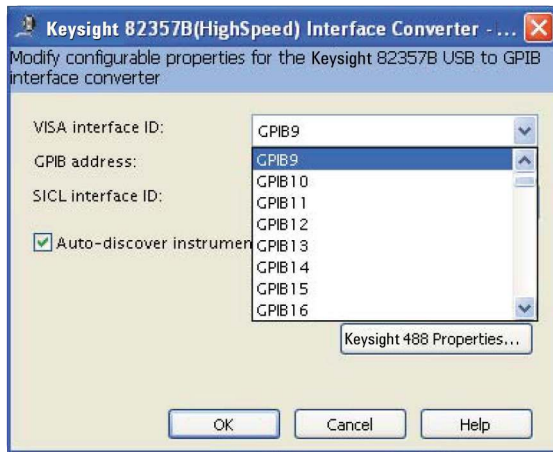 Keysight 82357B(HighSpeed) Interface Converter - ...
Modify configurable properties for the Keysight 82357B USB to GPIB
interface converter
VISA interface ID:
GPIB9
GPIB address:
GPIB9
GPIB10
SICL interface ID:
GPIB11
GPIB12
Auto-discover instrumen
GPIB13
GPIB14
GPIB15
GPIB16
Keysight 488 Properties...
OK
Cancel
Help